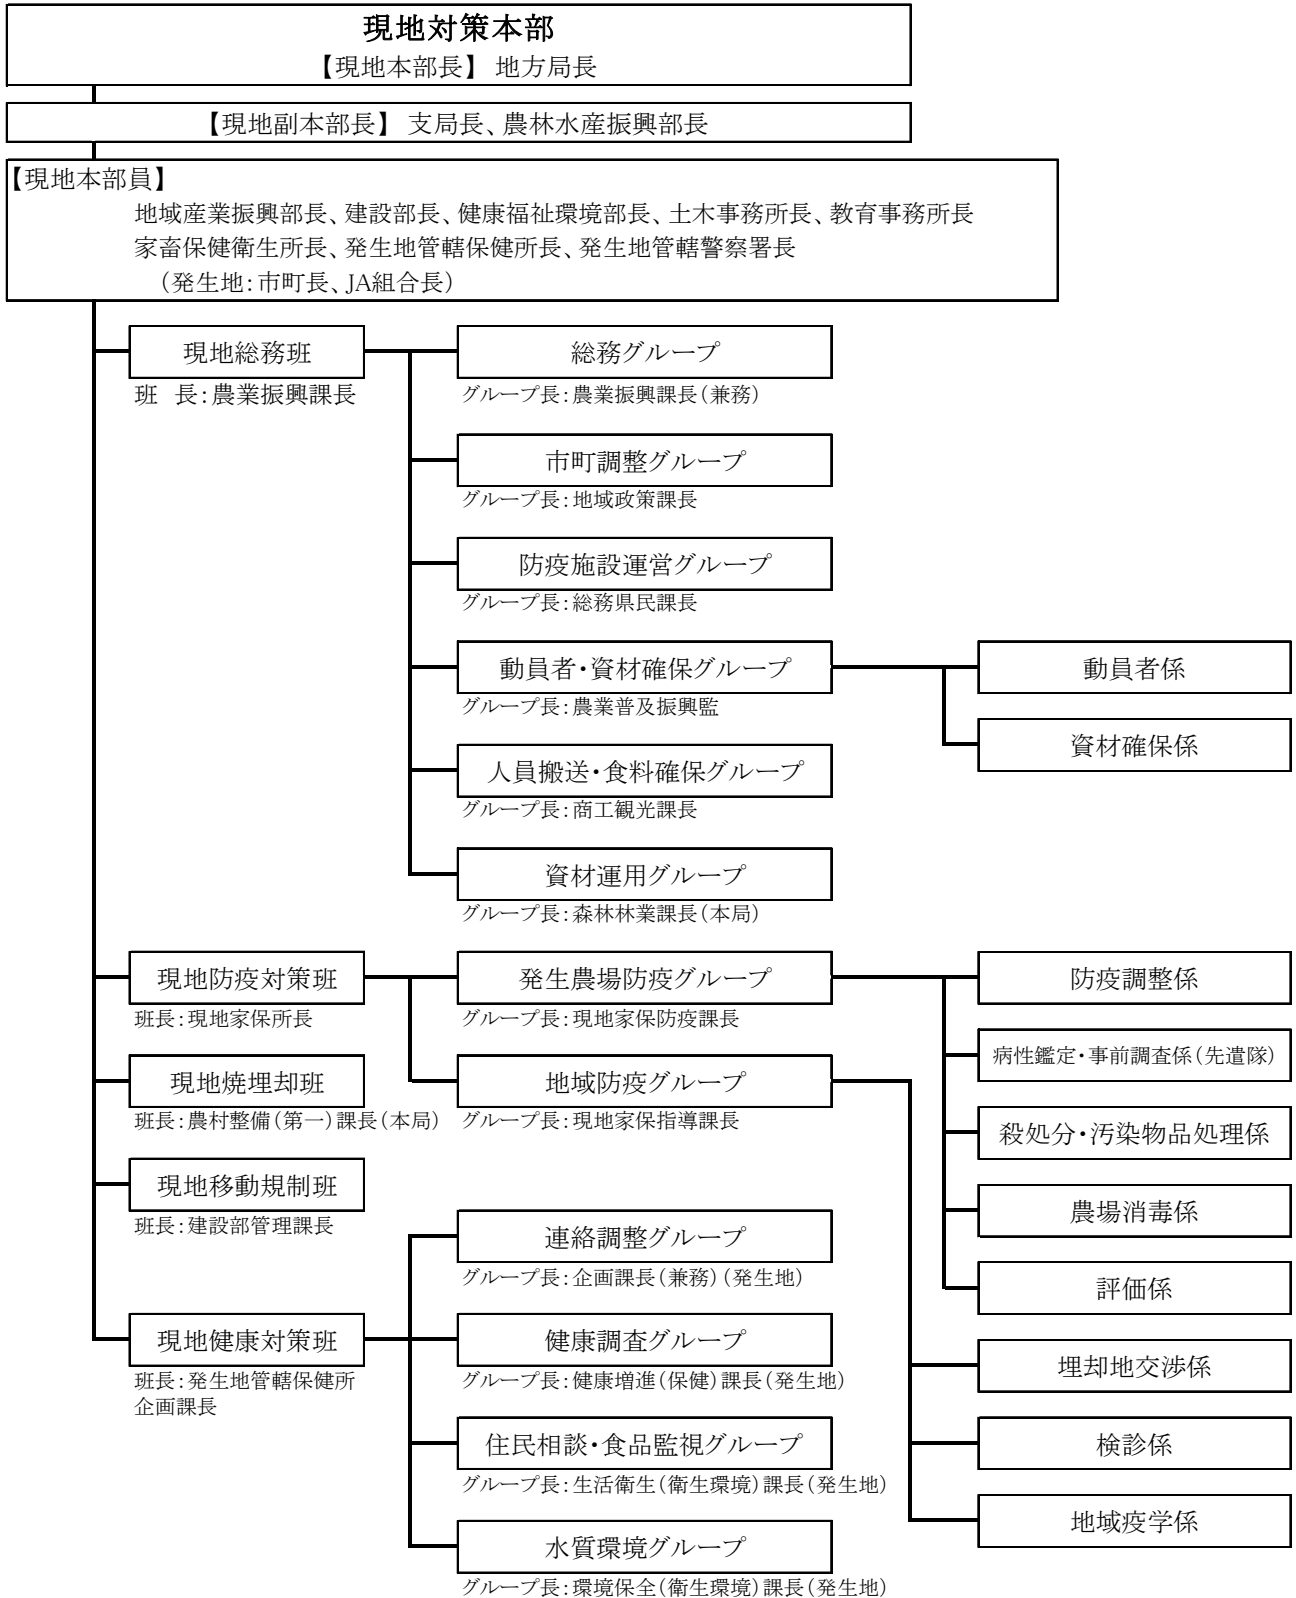 現地対策本部
【現地本部長】 地方局長
【現地副本部長】 支局長、農林水産振興部長
【現地本部員】
地域産業振興部長、建設部長、健康福祉環境部長、土木事務所長、教育事務所長
家畜保健衛生所長、発生地管轄保健所長、発生地管轄警察署長
（発生地：市町長、JA組合長）
現地総務班
班　長：農業振興課長
総務グループ
グループ長：農業振興課長（兼務）
市町調整グループ
グループ長：地域政策課長
防疫施設運営グループ
グループ長：総務県民課長
動員者・資材確保グループ
グループ長：農業普及振興監
動員者係
資材確保係
人員搬送・食料確保グループ
グループ長：商工観光課長
資材運用グループ
グループ長：森林林業課長（本局）
現地防疫対策班
班長：現地家保所長
発生農場防疫グループ
グループ長：現地家保防疫課長
防疫調整係
病性鑑定・事前調査係（先遣隊）
殺処分・汚染物品処理係
農場消毒係
評価係
地域防疫グループ
グループ長：現地家保指導課長
埋却地交渉係
検診係
地域疫学係
現地焼埋却班
班長：農村整備（第一）課長（本局）
現地移動規制班
班長：建設部管理課長
現地健康対策班
班長：発生地管轄保健所
企画課長
連絡調整グループ
グループ長：企画課長（兼務）（発生地）
健康調査グループ
グループ長：健康増進（保健）課長（発生地）
住民相談・食品監視グループ
グループ長：生活衛生（衛生環境）課長（発生地）
水質環境グループ
グループ長：環境保全（衛生環境）課長（発生地）